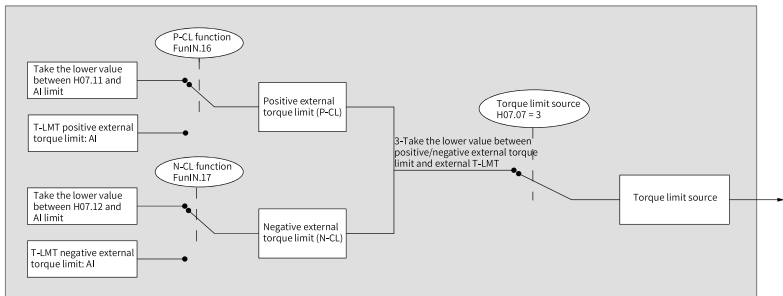 P-CL function
FunIN.16
Take the lower value
between H07.11 and
AI limit
T-LMT positive external
torque limit: AI
Positive external
torque limit (P-CL)
N-CL function
FunIN.17
Take the lower value
between H07.12 and
AI limit
T-LMT negative external
torque limit: AI
Negative external
torque limit (N-CL)
3-Take the lower value between
positive/negative external torque
limit and external T-LMT
Torque limit source
H07.07 = 3
Torque limit source